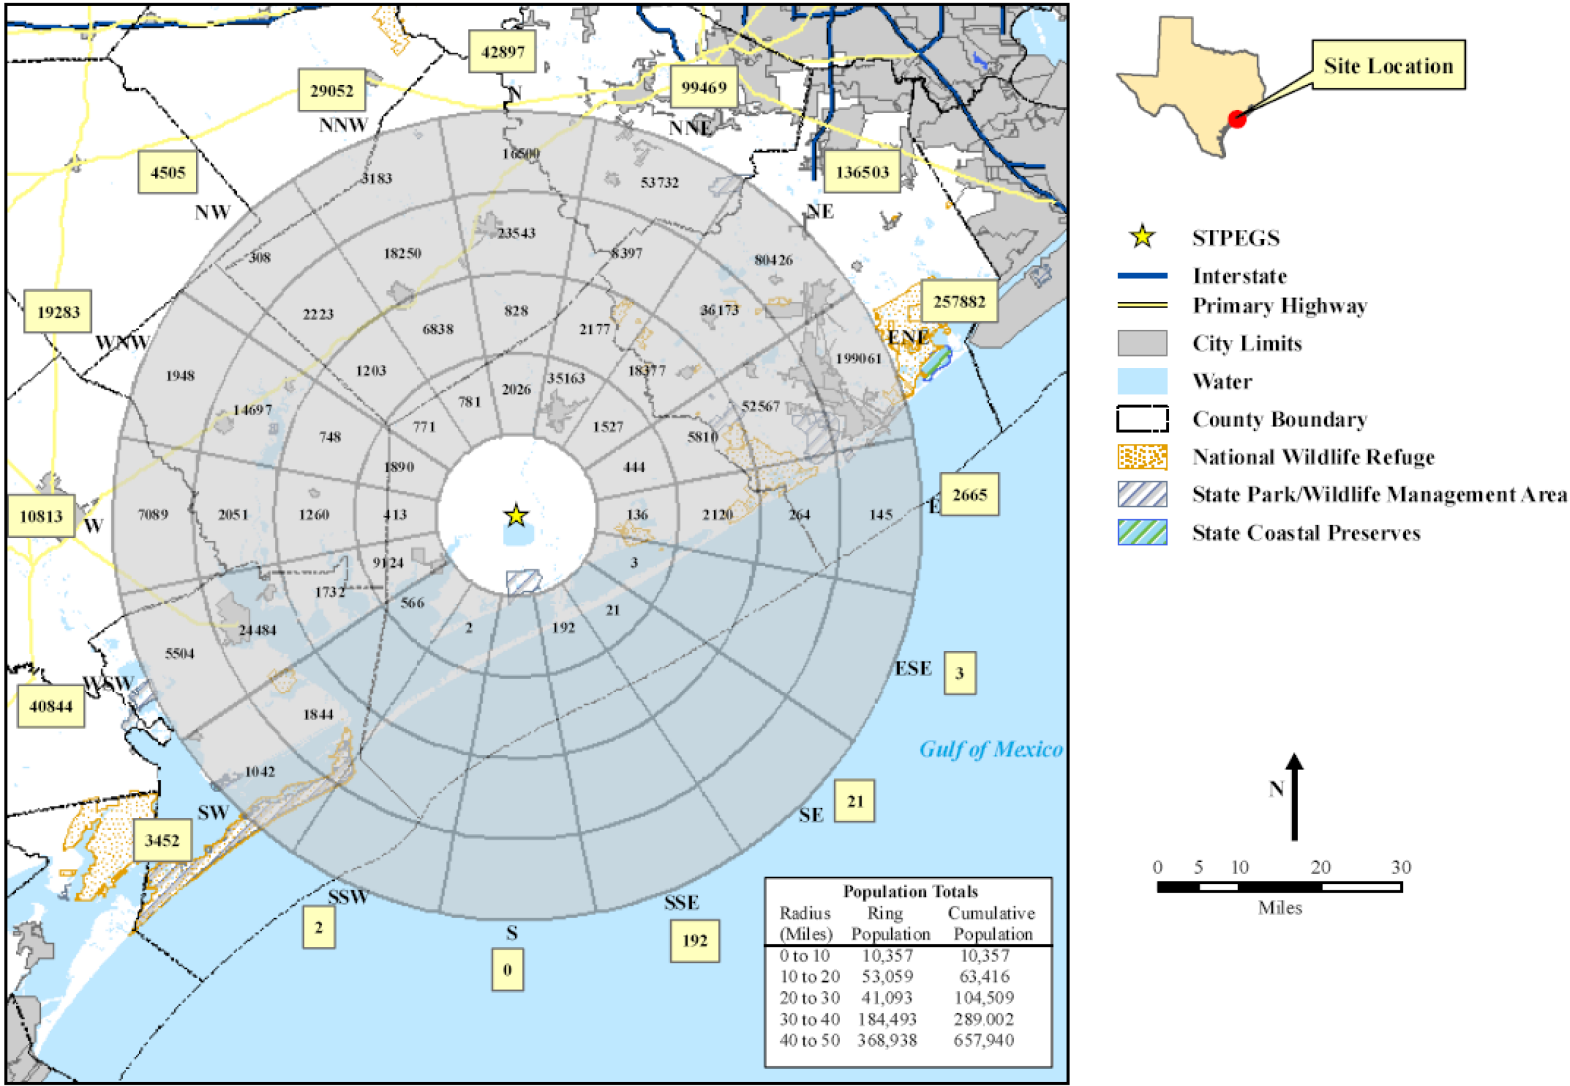 42897
29052
99469
N
NNW
NNE
4505
136503
16500
3183
53732
NW
NE
23543
18250
8397
308
80426
257882
19283
2223
828
36173
6838
2177
WNW
ENE
199061
1948
1203
18377
35163
781
2026
14697
52567
748
771
1527
5810
1890
444
2665
10813
W
7089
2051
1260
413
136
2120
264
145
E
9124
3
1732
566
21
24484
2
192
5504
ESE
3
WSW
40844
1844
Gulf of Mexico
1042
SW
SE
21
3452
SSW
2
SSE
192
S
0
Population Totals
Radius Ring Cumulative
(Miles) Population Population
0 to 10 10,357 10,357
10 to 20 53,059 63,416
20 to 30 41,093 104,509
30 to 40 184,493 289.002
40 to 50 368,938 657,940
Site Location
STPEGS
Interstate
Primary Highway
City Limits
Water
County Boundary
National Wildlife Refuge
State Park/Wildlife Management Area
State Coastal Preserves
N
0 5 10 20 30
Miles